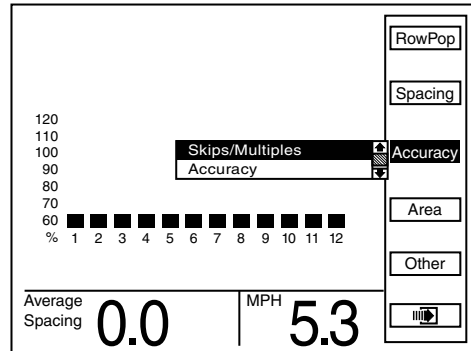 RowPop
Spacing
120
110
100
90
80
70
60
% 1 2 3 4 5 6 7 8 9 10 11 12
Skips/Multiples
Accuracy
Accuracy
Area
Other
Average
Spacing 0.0
MPH 5.3